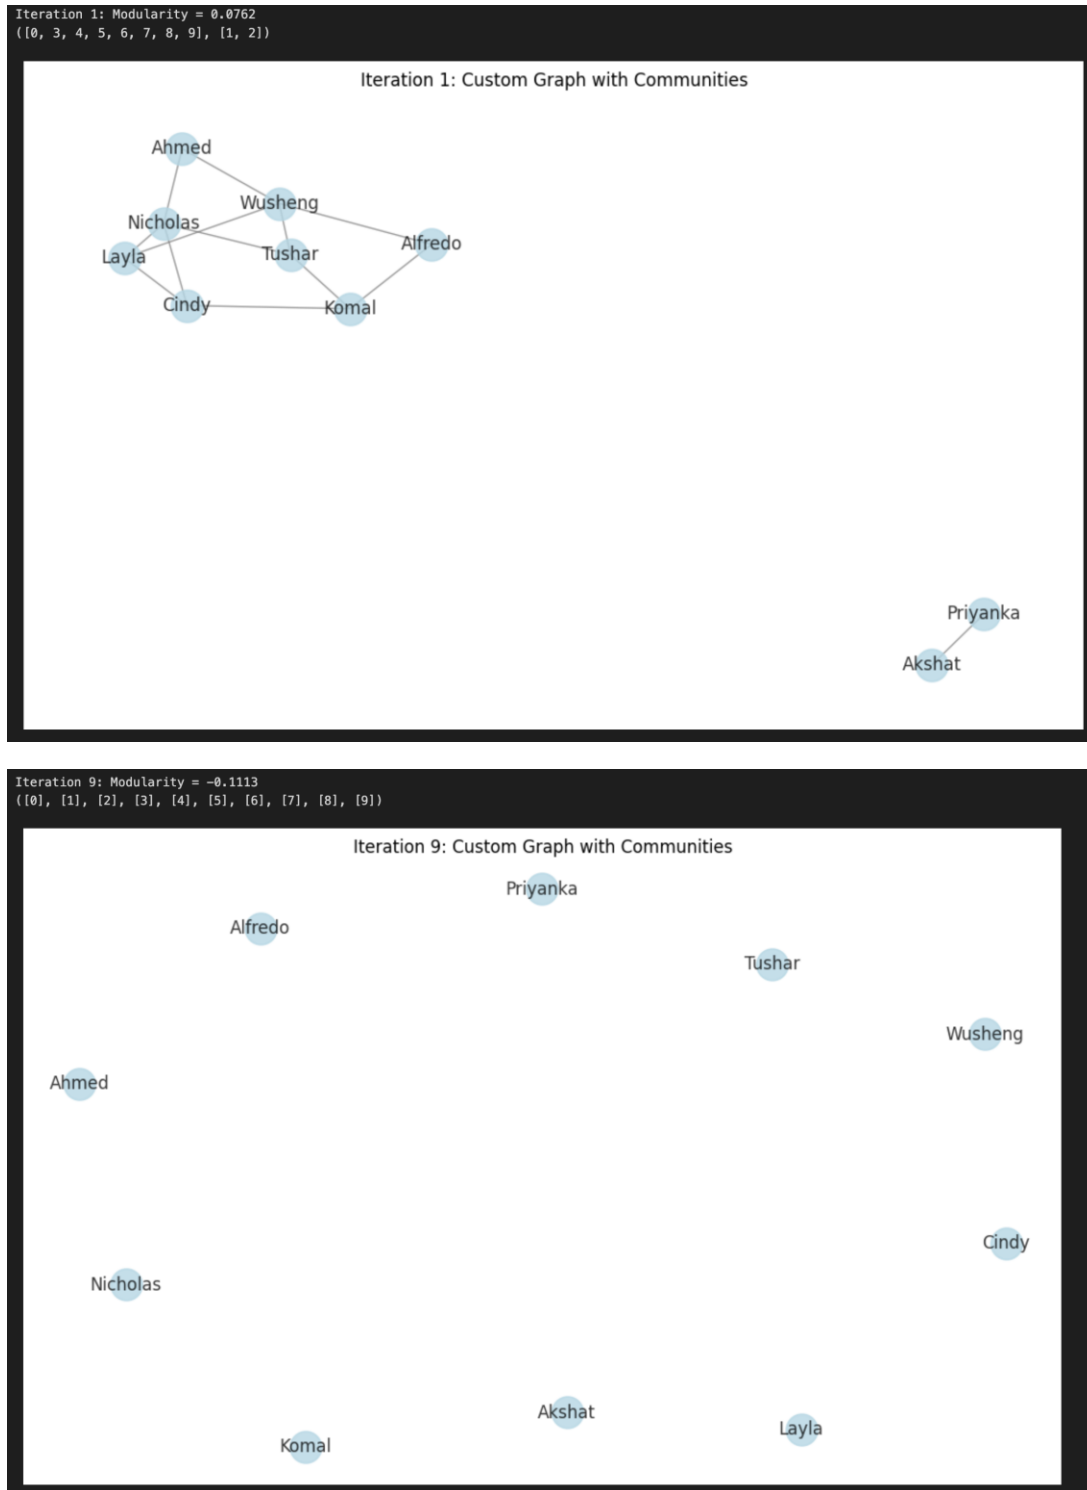 Iteration 1: Modularity = 0.0762
([0, 3, 4, 5, 6, 7, 8, 9], [1, 2])
Iteration 1: Custom Graph with Communities
Ahmed
Wusheng
Nicholas
Alfredo
Tushar
Layla
Cindy
Komal
Priyanka
Akshat
Iteration 9: Modularity = -0.1113
([0], [1], [2], [3], [4], [5], [6], [7], [8], [9])
Iteration 9: Custom Graph with Communities
Priyanka
Alfredo
Tushar
Wusheng
Ahmed
Cindy
Nicholas
Akshat
Layla
Komal